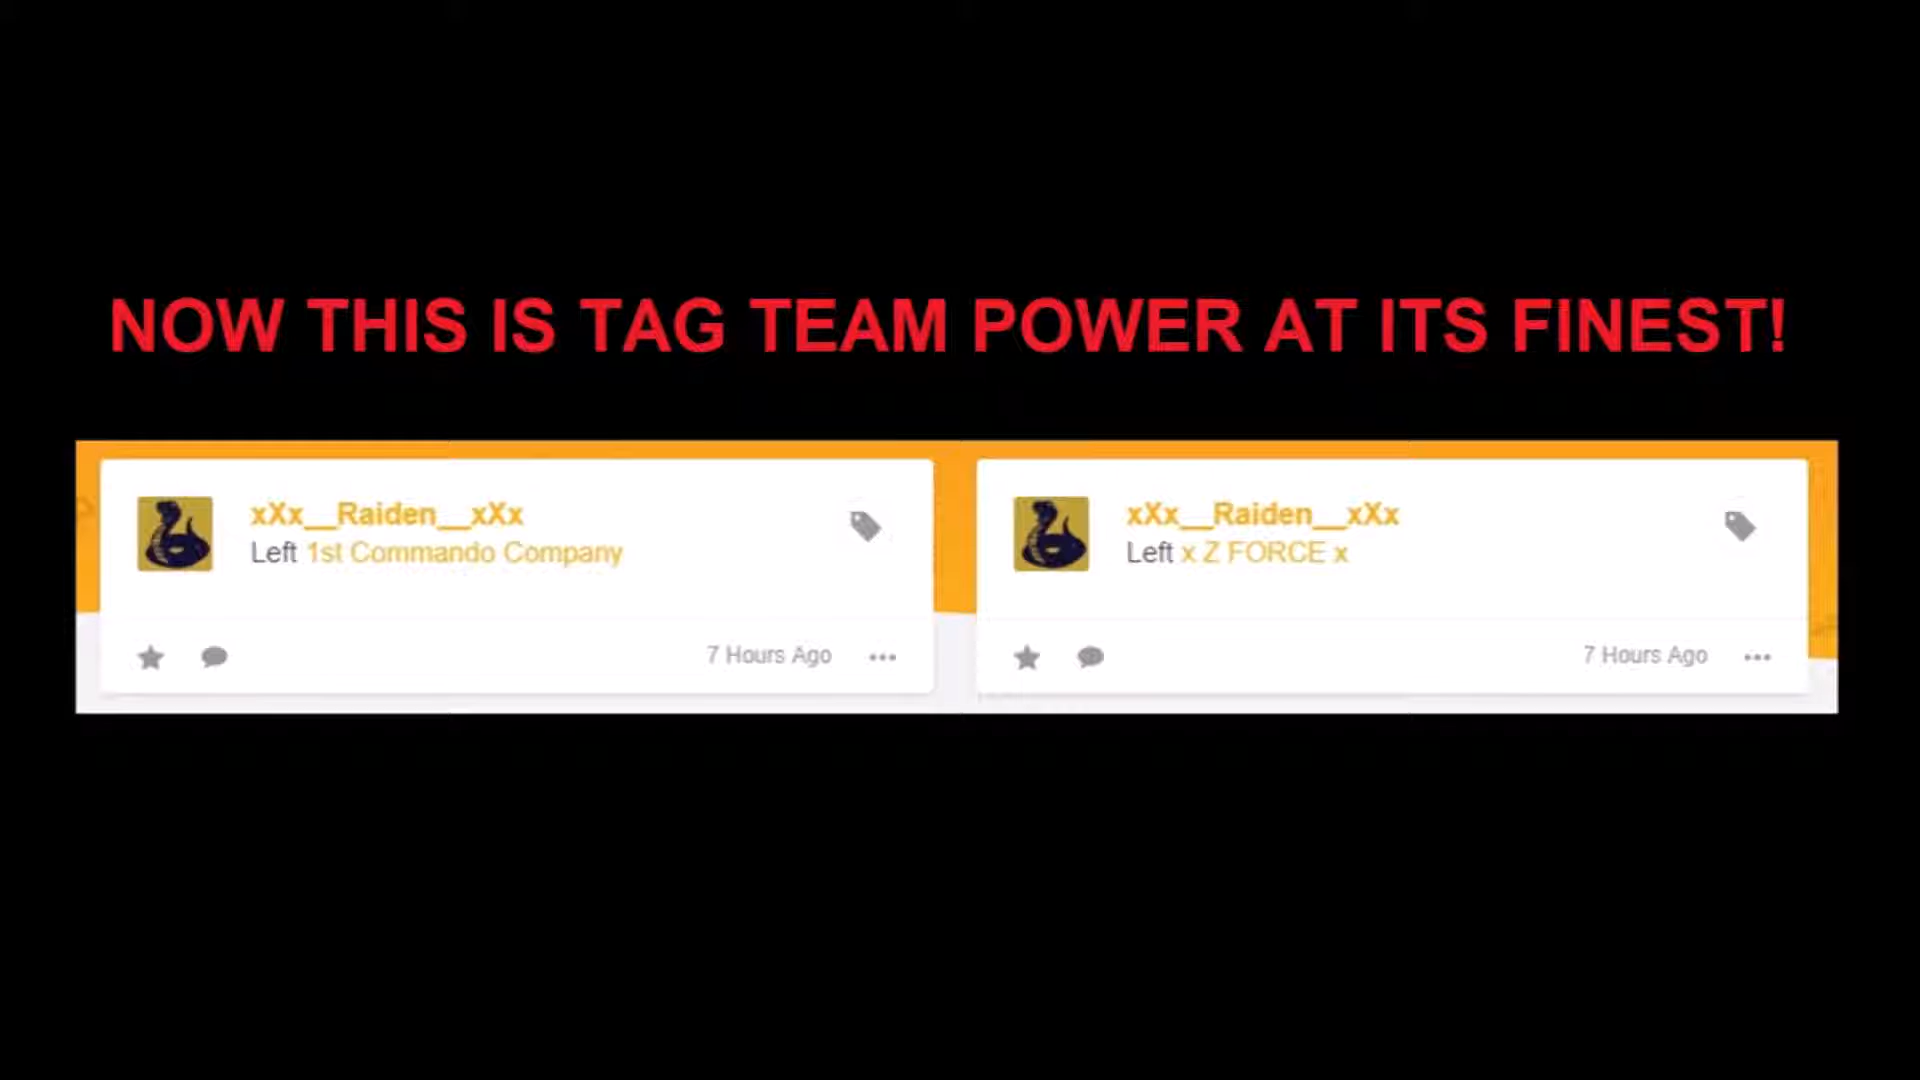 NOW THIS IS TAG TEAM POWER AT ITS FINEST!
xXx__Raiden__xXx
Left 1st Commando Company
7 Hours Ago
xXx__Raiden__xXx
Left x Z FORCE x
7 Hours Ago